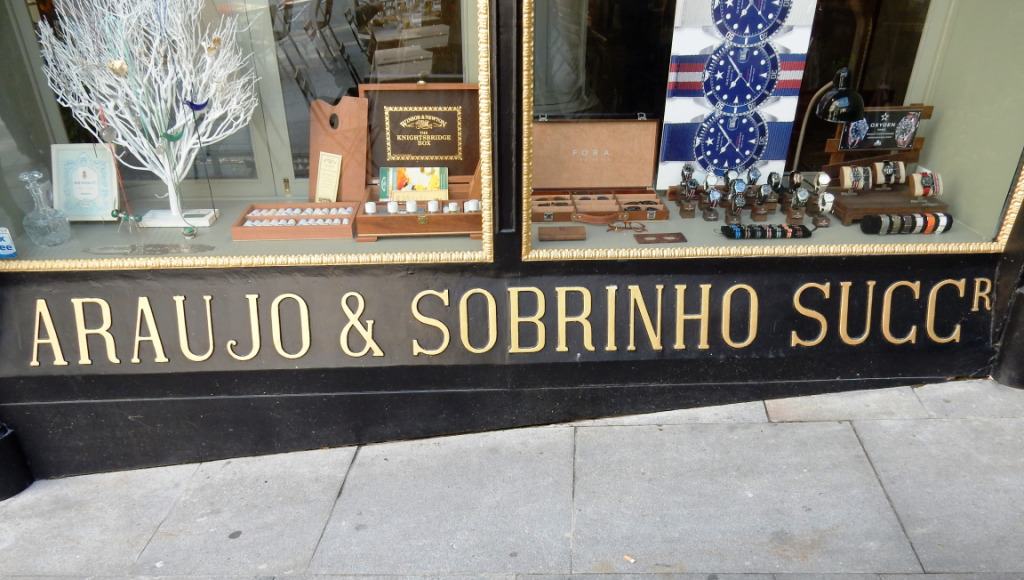 WINSOR & NEWTON
THE
KNIGHTSBRIDGE
BOX
FORA
OXYGEN
ARAUJO & SOBRINHO SUCCR